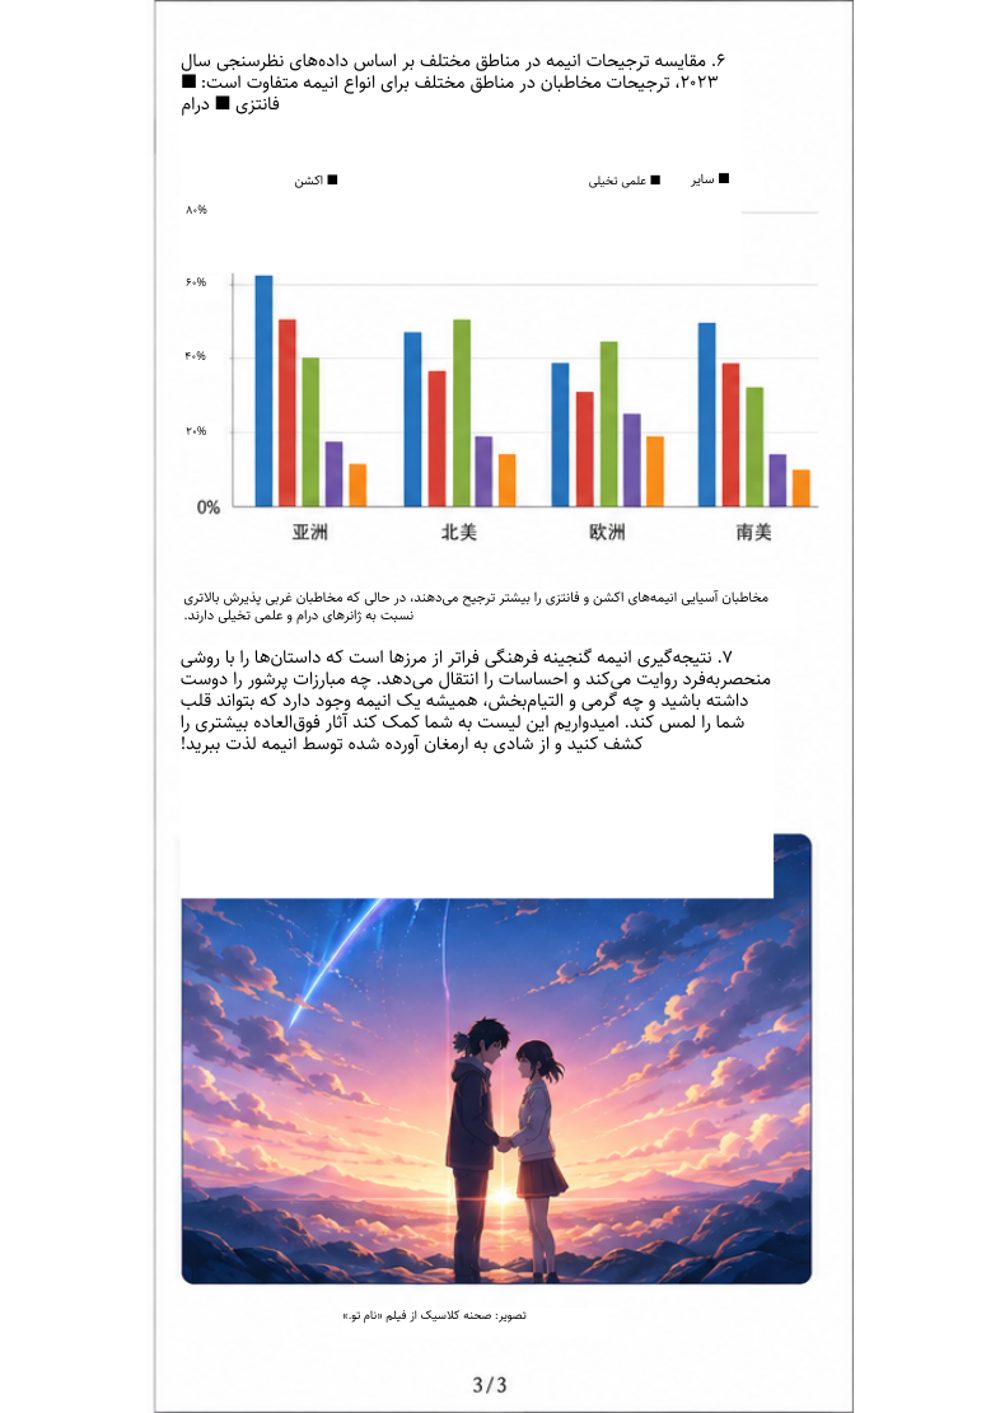 ۶. مقایسه ترجیحات انیمه در مناطق مختلف بر اساس داده‌های نظرسنجی سال
۲۰۲۳، ترجیحات مخاطبان در مناطق مختلف برای انواع انیمه متفاوت است: ■
فانتزی ■ درام
■ اکشن
■ علمی تخیلی
■ سایر
۸۰%
۶۰%
۴۰%
۲۰%
0%
亚洲 北美 欧洲 南美
مخاطبان آسیایی انیمه‌های اکشن و فانتزی را بیشتر ترجیح می‌دهند، در حالی که مخاطبان غربی پذیرش بالاتری
نسبت به ژانرهای درام و علمی تخیلی دارند.
۷. نتیجه‌گیری انیمه گنجینه فرهنگی فراتر از مرزها است که داستان‌ها را با روشی
منحصربه‌فرد روایت می‌کند و احساسات را انتقال می‌دهد. چه مبارزات پرشور را دوست
داشته باشید و چه گرمی و التیام‌بخش، همیشه یک انیمه وجود دارد که بتواند قلب
شما را لمس کند. امیدواریم این لیست به شما کمک کند آثار فوق‌العاده بیشتری را
کشف کنید و از شادی به ارمغان آورده شده توسط انیمه لذت ببرید!
تصویر: صحنه کلاسیک از فیلم «نام تو.»
3/3